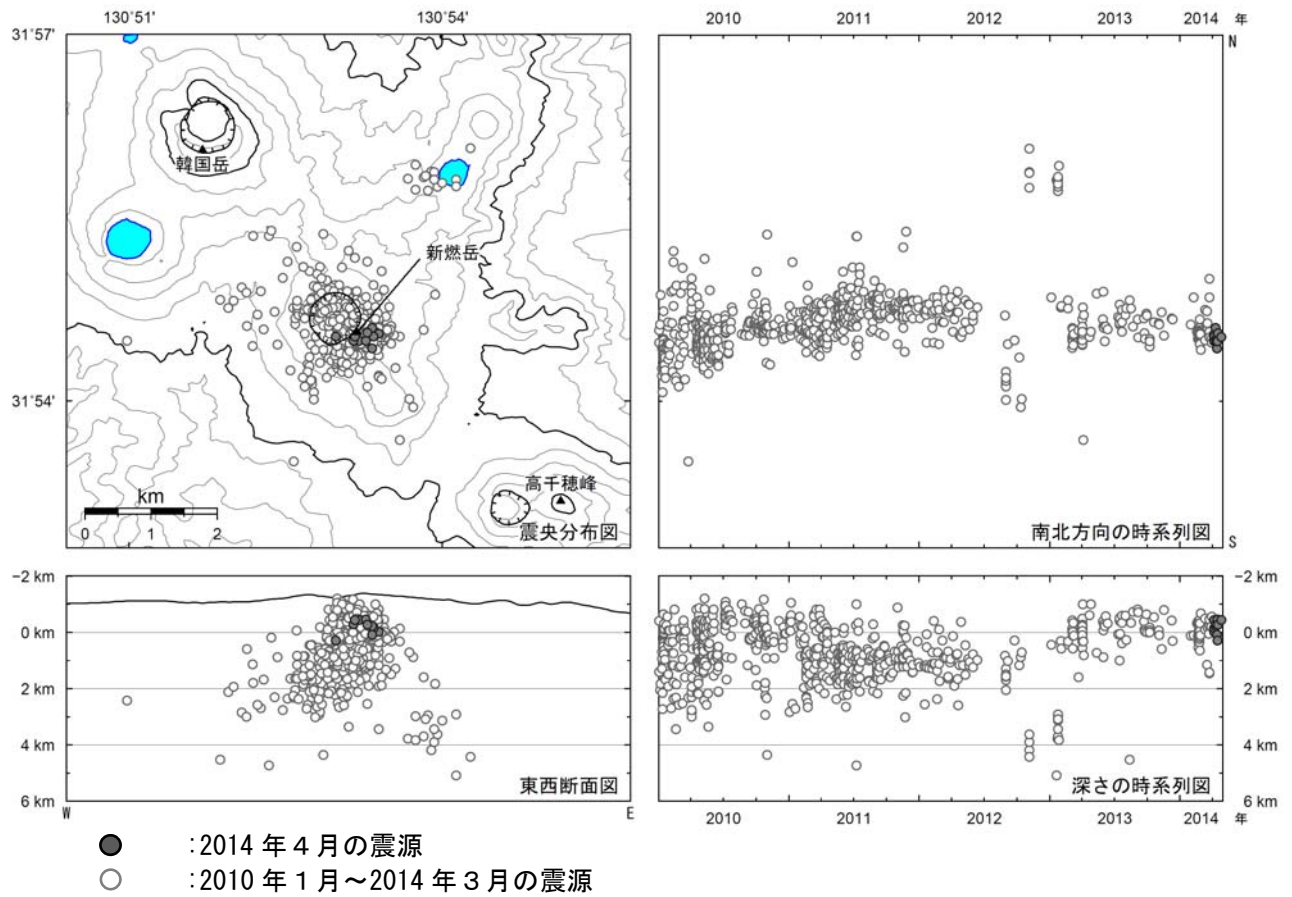 130°51′ 130°54′
31°57′
韓国岳
新燃岳
31°54′
高千穂峰
km
0 1 2
震央分布図
2010 2011 2012 2013 2014 年
N
南北方向の時系列図
S
−2 km
0 km
2 km
4 km
6 km
W E
東西断面図
−2 km
0 km
2 km
4 km
6 km
深さの時系列図
2010 2011 2012 2013 2014 年
:2014 年４月の震源
:2010 年１月～2014 年３月の震源